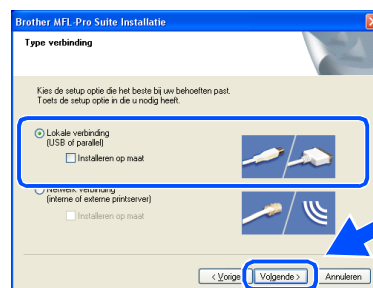 Brother MFL-Pro Suite Installatie
Type verbinding
Kies de setup optie die het beste bij uw behoeften past.
Toets de setup optie in die u nodig heeft.
Lokale verbinding
(USB of parallel)
Installeren op maat
Netwerk verbinding
(interne of externe printserver)
Installeren op maat
< Vorige
Volgende >
Annuleren